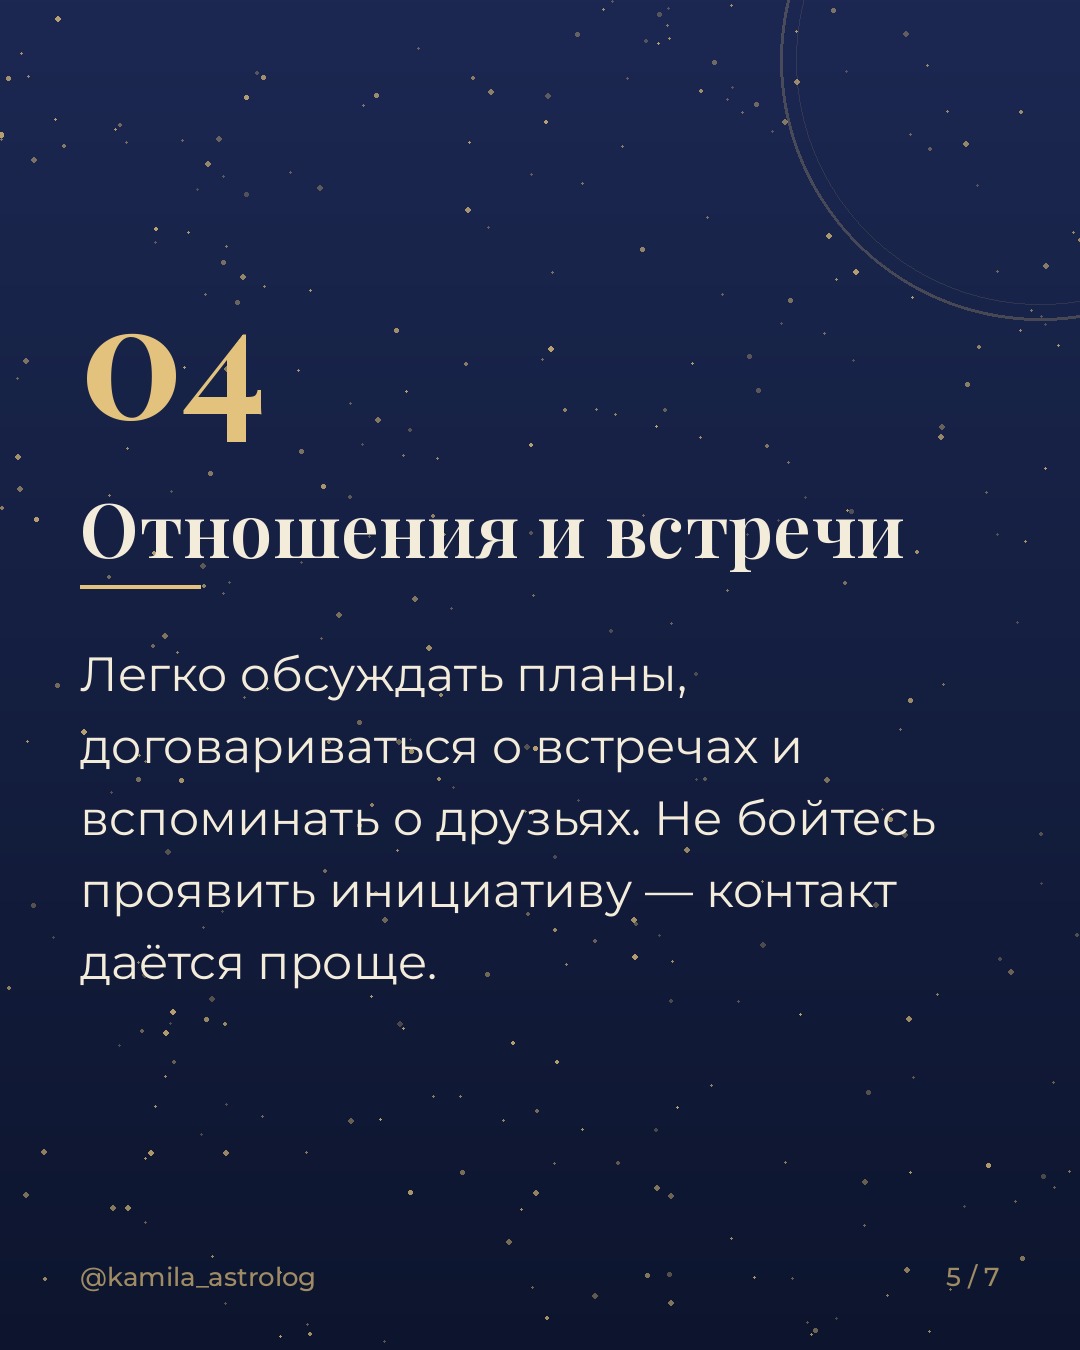 04
Отношения и встречи
Легко обсуждать планы,
договариваться о встречах и
вспоминать о друзьях. Не бойтесь
проявить инициативу — контакт
даётся проще.
@kamila_astrolog
5 / 7